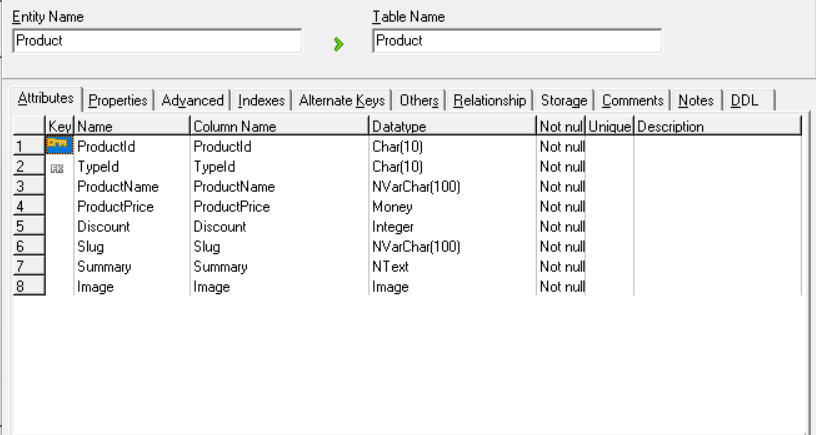 Entity Name Table Name
Product Product
Attributes Properties Advanced Indexes Alternate Keys Others Relationship Storage Comments Notes DDL
Key Name Column Name Datatype Not nul Unique Description
1 ProductId ProductId Char(10) Not null
2 FK TypeId TypeId Char(10) Not null
3 ProductName ProductName NVarChar(100) Not null
4 ProductPrice ProductPrice Money Not null
5 Discount Discount Integer Not null
6 Slug Slug NVarChar(100) Not null
7 Summary Summary NText Not null
8 Image Image Image Not null